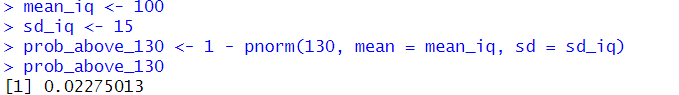 > mean_iq <- 100
> sd_iq <- 15
> prob_above_130 <- 1 - pnorm(130, mean = mean_iq, sd = sd_iq)
> prob_above_130
[1] 0.02275013